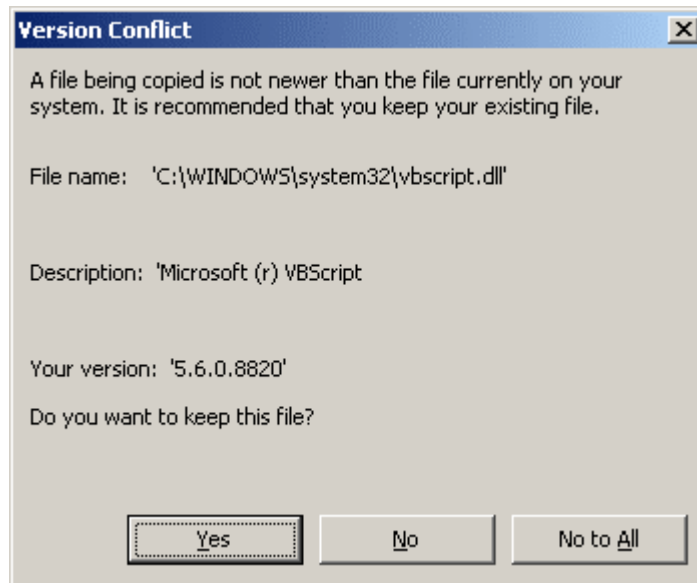 Version Conflict
A file being copied is not newer than the file currently on your
system. It is recommended that you keep your existing file.
File name: 'C:\WINDOWS\system32\vbscript.dll'
Description: 'Microsoft (r) VBScript
Your version: '5.6.0.8820'
Do you want to keep this file?
Yes No No to All